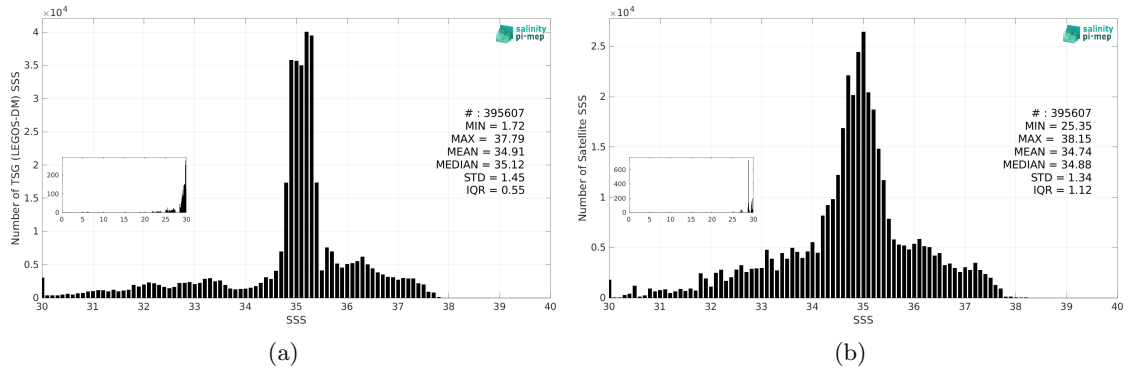 ×10⁴
4
3.5
3
2.5
2
1.5
1
0.5
0
Number of TSG (LEGOS-DM) SSS
salinity
pi-mep
# : 395607
MIN = 1.72
MAX = 37.79
MEAN = 34.91
MEDIAN = 35.12
STD = 1.45
IQR = 0.55
200
100
0
0 5 10 15 20 25 30
30 31 32 33 34 35 36 37 38 39 40
SSS
(a)
×10⁴
2.5
2
1.5
1
0.5
0
Number of Satellite SSS
salinity
pi-mep
# : 395607
MIN = 25.35
MAX = 38.15
MEAN = 34.74
MEDIAN = 34.88
STD = 1.34
IQR = 1.12
600
400
200
0
0 5 10 15 20 25 30
30 31 32 33 34 35 36 37 38 39 40
SSS
(b)